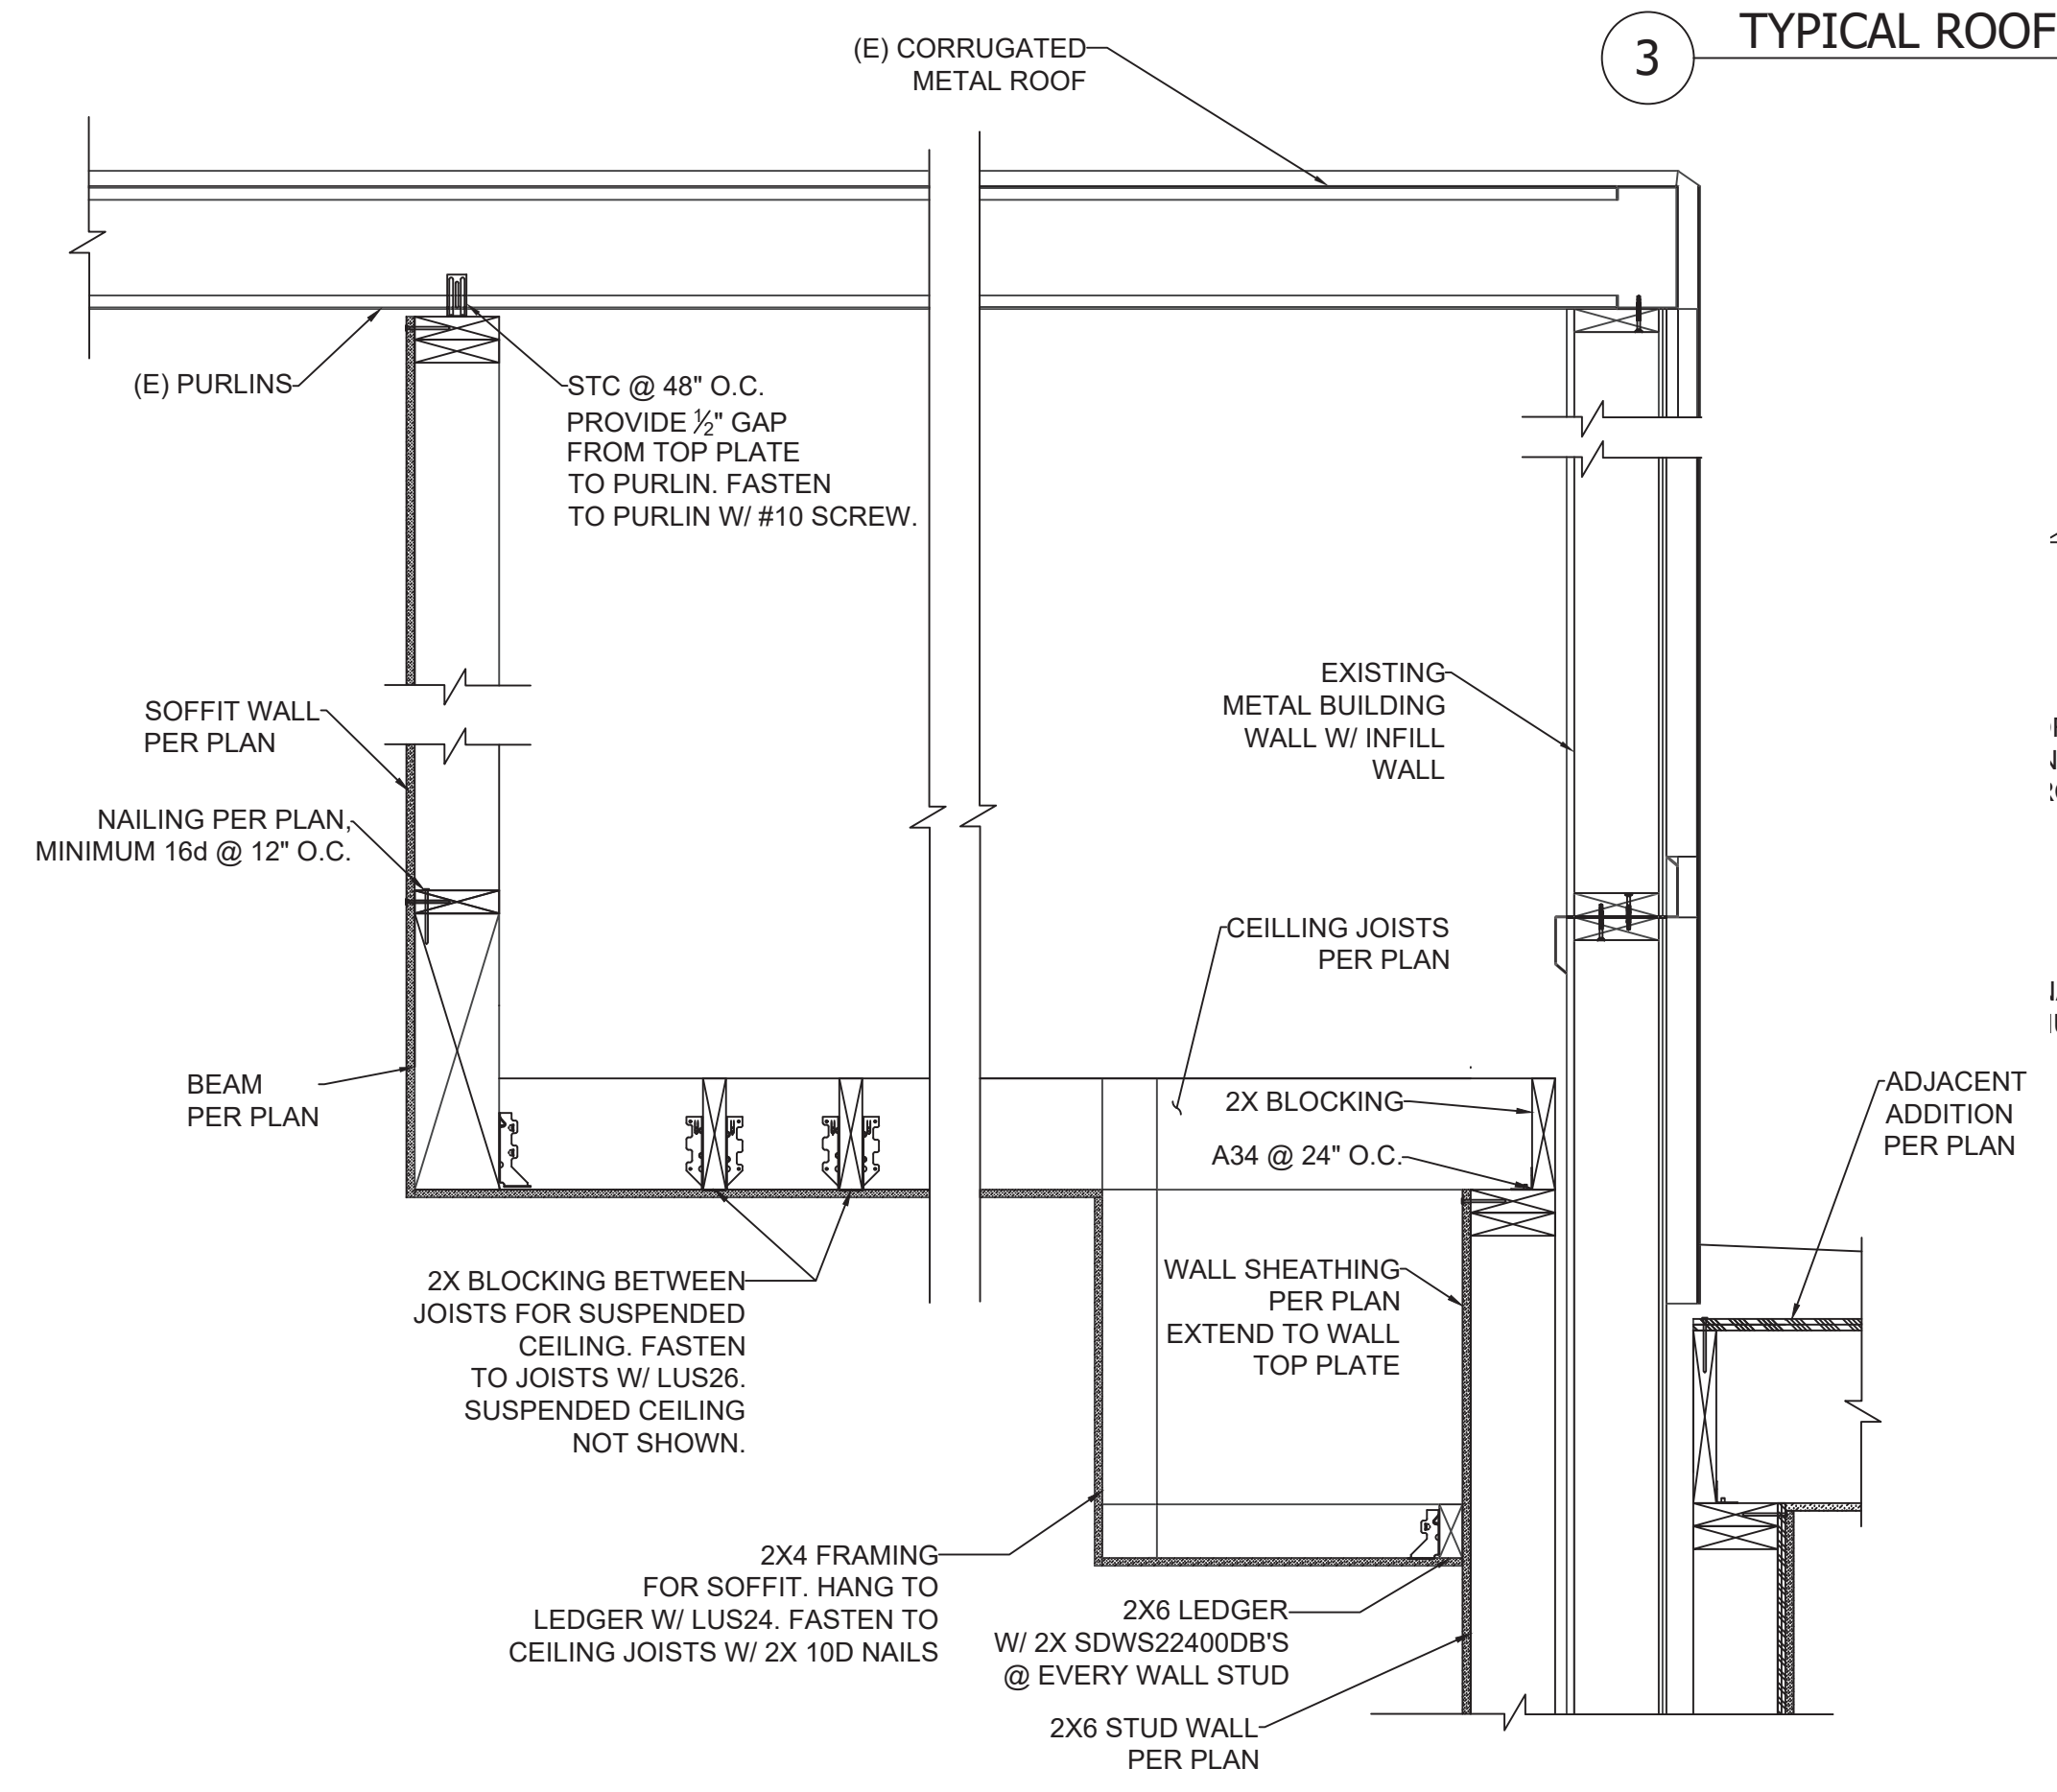 3
TYPICAL ROOF
(E) CORRUGATED
METAL ROOF
(E) PURLINS
STC @ 48" O.C.
PROVIDE ½" GAP
FROM TOP PLATE
TO PURLIN. FASTEN
TO PURLIN W/ #10 SCREW.
SOFFIT WALL
PER PLAN
EXISTING
METAL BUILDING
WALL W/ INFILL
WALL
NAILING PER PLAN,
MINIMUM 16d @ 12" O.C.
CEILLING JOISTS
PER PLAN
BEAM
PER PLAN
2X BLOCKING
A34 @ 24" O.C.
ADJACENT
ADDITION
PER PLAN
2X BLOCKING BETWEEN
JOISTS FOR SUSPENDED
CEILING. FASTEN
TO JOISTS W/ LUS26.
SUSPENDED CEILING
NOT SHOWN.
WALL SHEATHING
PER PLAN
EXTEND TO WALL
TOP PLATE
2X4 FRAMING
FOR SOFFIT. HANG TO
LEDGER W/ LUS24. FASTEN TO
CEILING JOISTS W/ 2X 10D NAILS
2X6 LEDGER
W/ 2X SDWS22400DB'S
@ EVERY WALL STUD
2X6 STUD WALL
PER PLAN